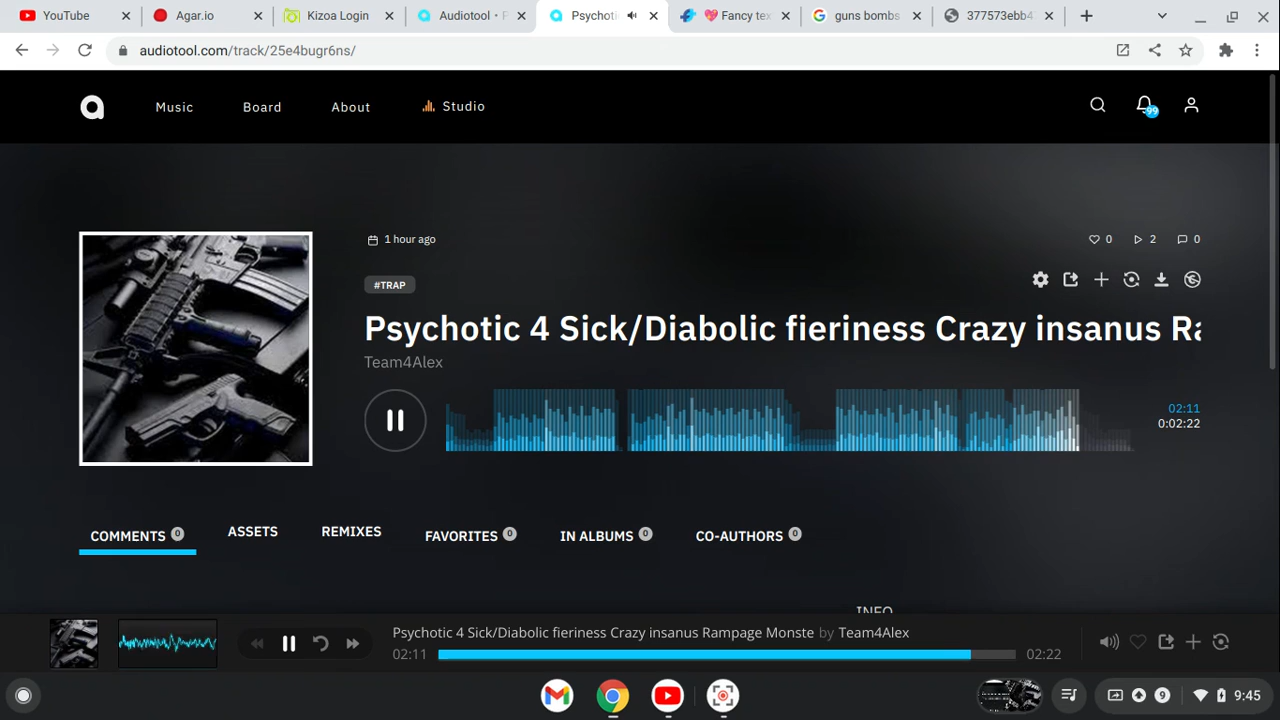 YouTube
Agar.io
Kizoa Login
Audiotool • F
Psychoti
Fancy tex
guns bombs
377573ebb4
audiotool.com/track/25e4bugr6ns/
Music
Board
About
Studio
99
1 hour ago
0
2
0
#TRAP
Psychotic 4 Sick/Diabolic fieriness Crazy insanus Ra
Team4Alex
02:11
0:02:22
COMMENTS 0
ASSETS
REMIXES
FAVORITES 0
IN ALBUMS 0
CO-AUTHORS 0
INFO
Psychotic 4 Sick/Diabolic fieriness Crazy insanus Rampage Monste by Team4Alex
02:11
02:22
9
9:45